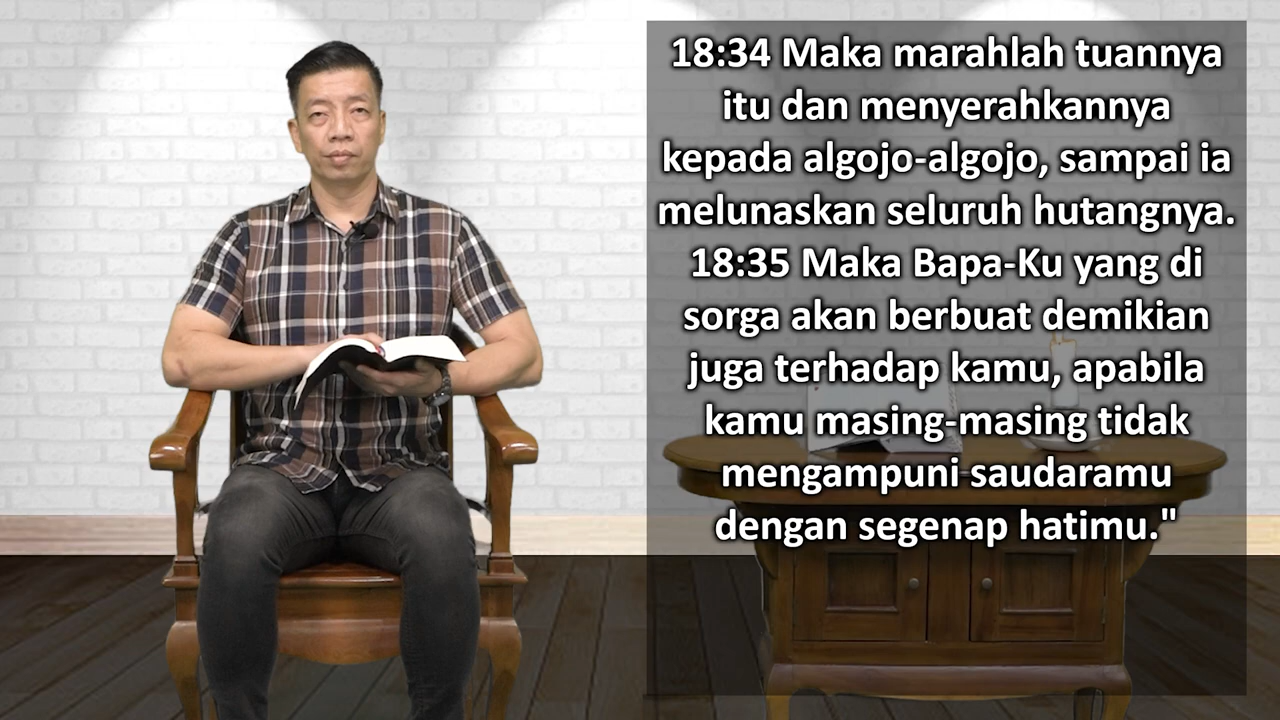 18:34 Maka marahlah tuannya
itu dan menyerahkannya
kepada algojo-algojo, sampai ia
melunaskan seluruh hutangnya.
18:35 Maka Bapa-Ku yang di
sorga akan berbuat demikian
juga terhadap kamu, apabila
kamu masing-masing tidak
mengampuni saudaramu
dengan segenap hatimu."